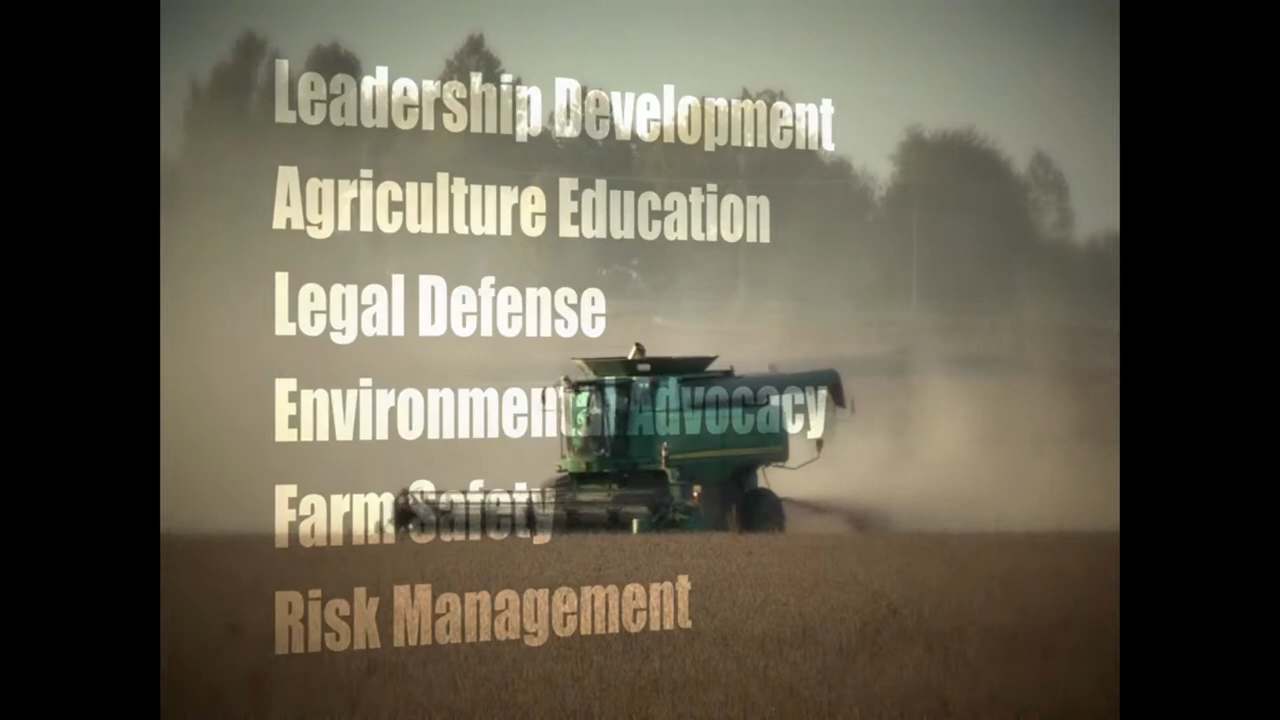 Leadership Development
Agriculture Education
Legal Defense
Environmental Advocacy
Farm Safety
Risk Management